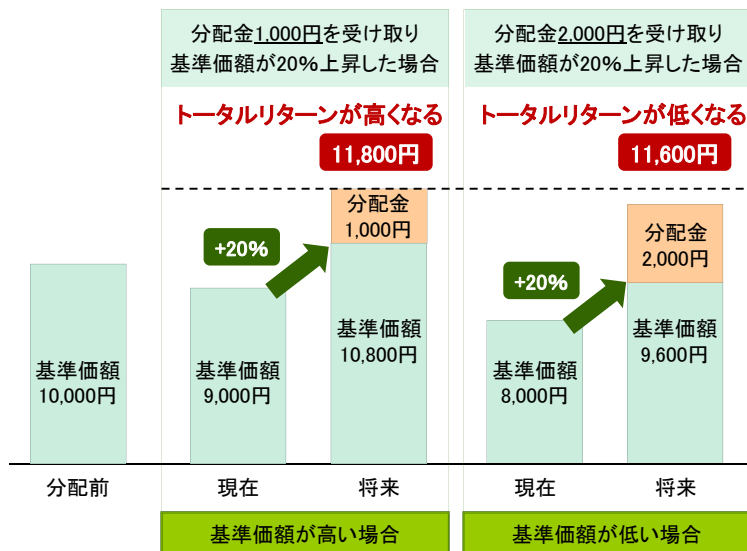 分配金1,000円を受け取り
基準価額が20%上昇した場合
トータルリターンが高くなる
11,800円
分配金
1,000円
+20%
基準価額
10,800円
基準価額
9,000円
基準価額
10,000円
分配金2,000円を受け取り
基準価額が20%上昇した場合
トータルリターンが低くなる
11,600円
分配金
2,000円
+20%
基準価額
9,600円
基準価額
8,000円
分配前
現在
将来
現在
将来
基準価額が高い場合
基準価額が低い場合